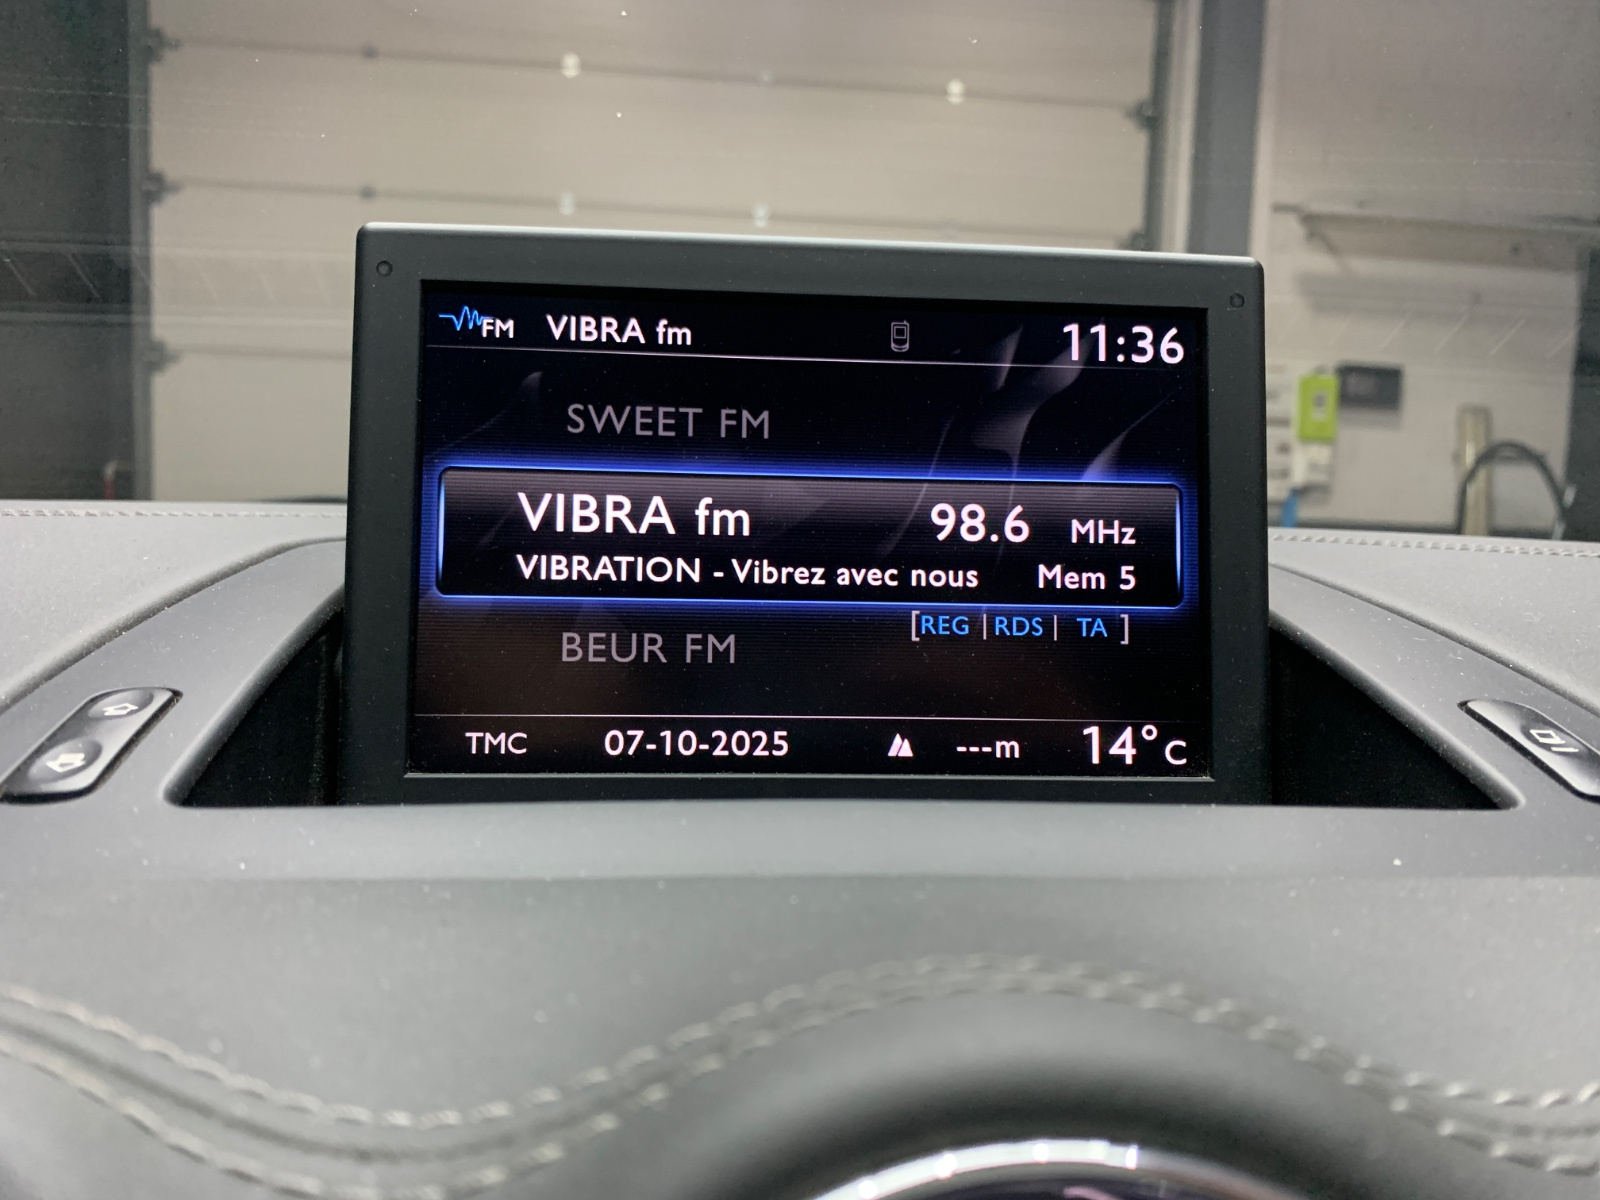 FM VIBRA fm 11:36
SWEET FM
VIBRA fm 98.6 MHz
VIBRATION - Vibrez avec nous Mem 5
[REG |RDS| TA ]
BEUR FM
TMC 07-10-2025 ---m 14°C